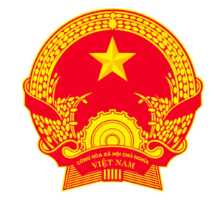 CỘNG HÒA XÃ HỘI CHỦ NGHĨA
VIỆT NAM